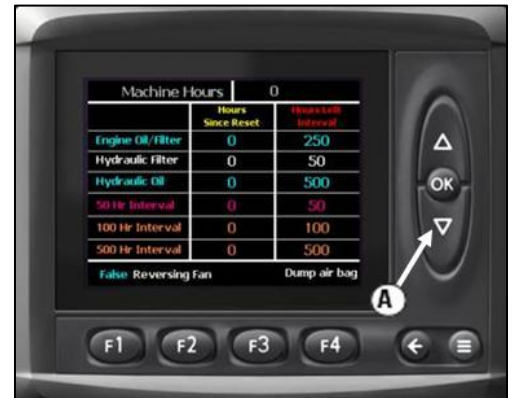 Machine Hours 0
Hours Since Reset Hours Left Interval
Engine Oil/Filter 0 250
Hydraulic Filter 0 50
Hydraulic Oil 0 500
50 Hr Interval 0 50
100 Hr Interval 0 100
500 Hr Interval 0 500
False Reversing Fan Dump air bag
OK
A
F1 F2 F3 F4